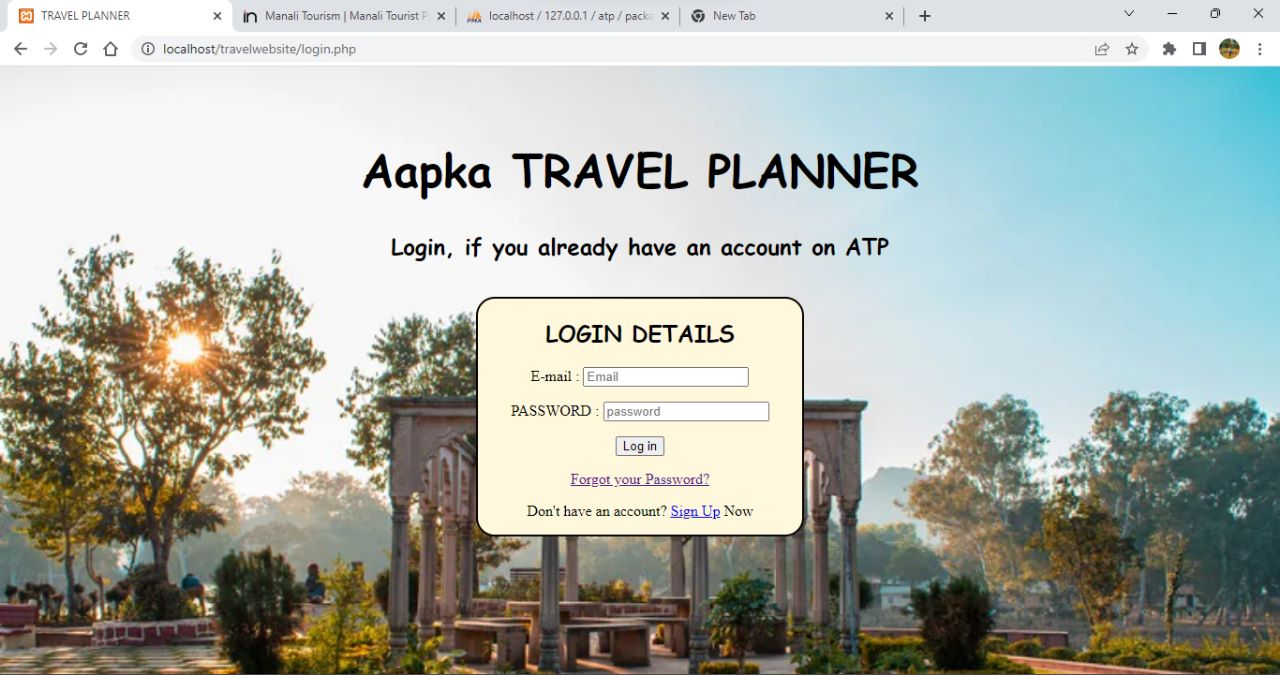 TRAVEL PLANNER
Manali Tourism | Manali Tourist P
localhost / 127.0.0.1 / atp / packa
New Tab
localhost/travelwebsite/login.php
Aapka TRAVEL PLANNER
Login, if you already have an account on ATP
LOGIN DETAILS
E-mail : Email
PASSWORD : password
Log in
Forgot your Password?
Don't have an account? Sign Up Now